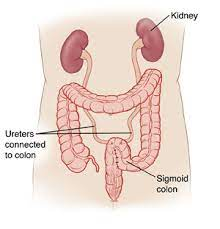 Kidney
Ureters
connected
to colon
Sigmoid
colon